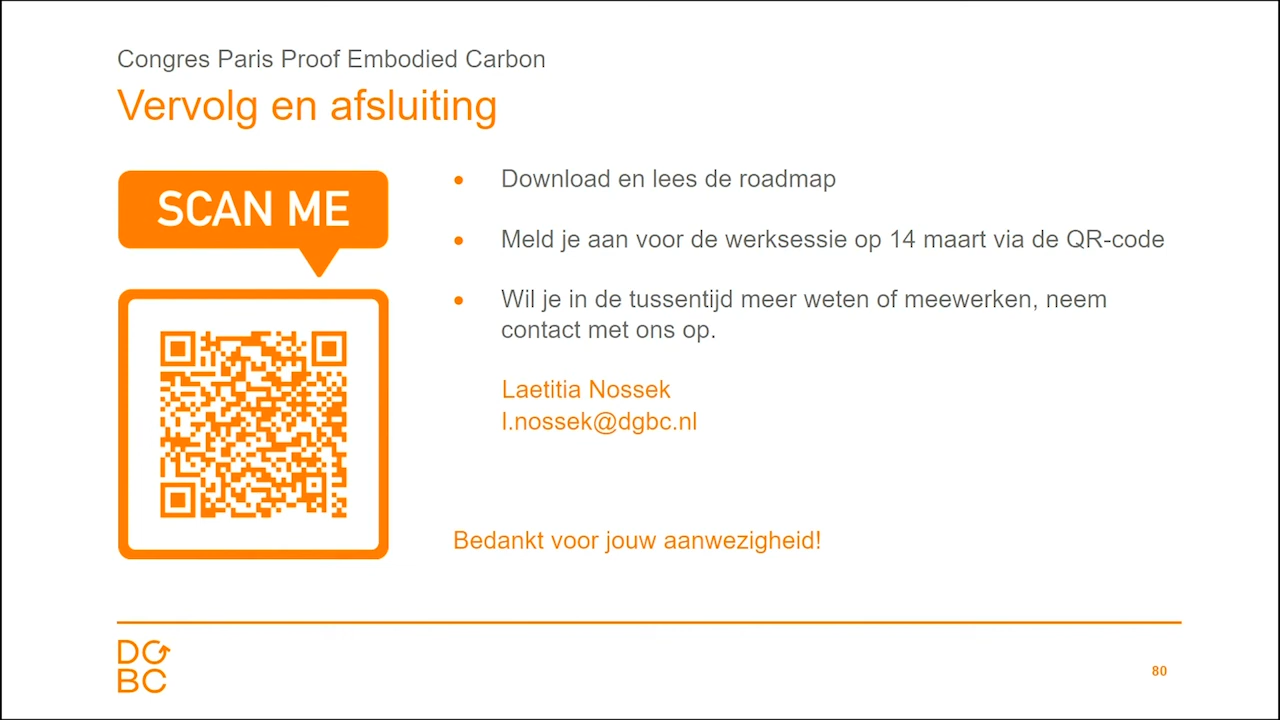 Congres Paris Proof Embodied Carbon
Vervolg en afsluiting
SCAN ME
Download en lees de roadmap
Meld je aan voor de werksessie op 14 maart via de QR-code
Wil je in de tussentijd meer weten of meewerken, neem
contact met ons op.
Laetitia Nossek
l.nossek@dgbc.nl
Bedankt voor jouw aanwezigheid!
DG
BC
80